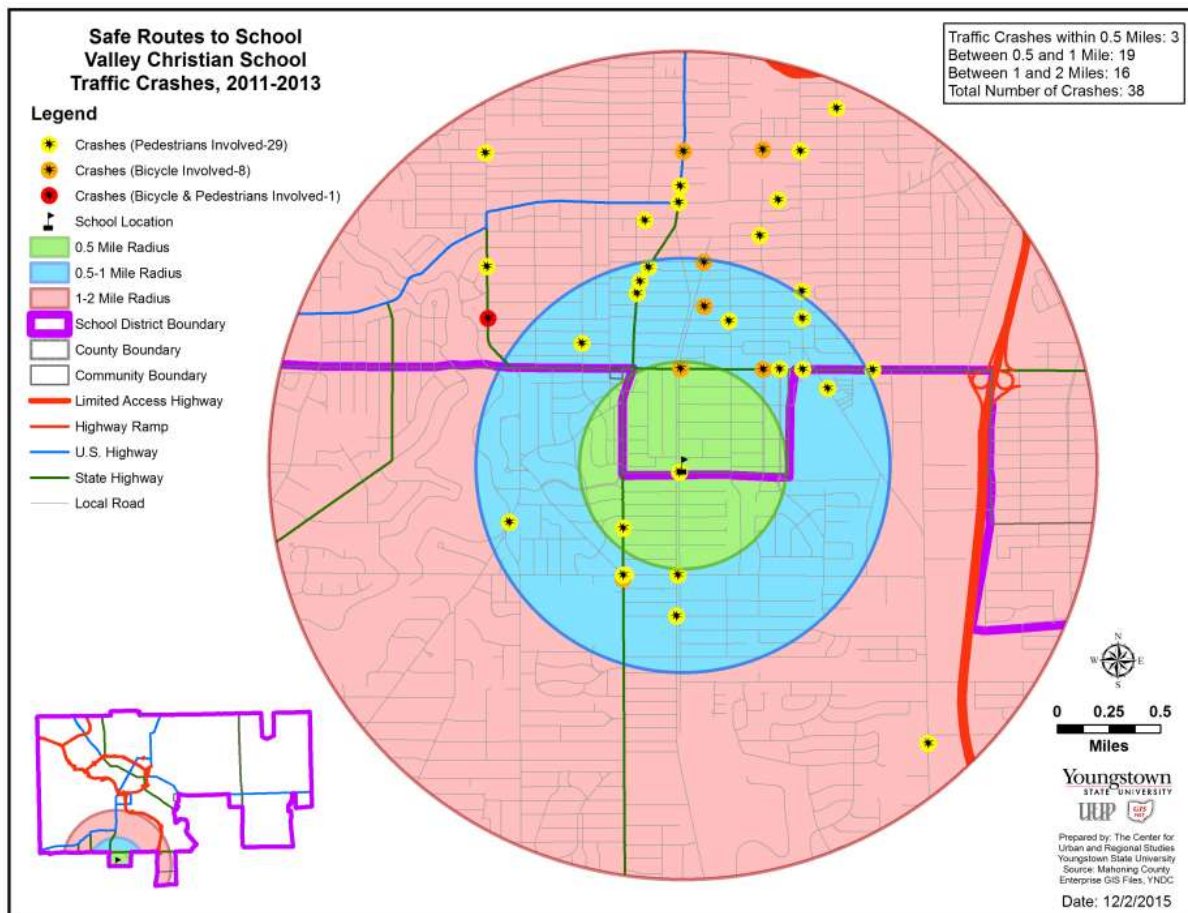 Safe Routes to School
Valley Christian School
Traffic Crashes, 2011-2013
Traffic Crashes within 0.5 Miles: 3
Between 0.5 and 1 Mile: 19
Between 1 and 2 Miles: 16
Total Number of Crashes: 38
Legend
Crashes (Pedestrians Involved-29)
Crashes (Bicycle Involved-8)
Crashes (Bicycle & Pedestrians Involved-1)
School Location
0.5 Mile Radius
0.5-1 Mile Radius
1-2 Mile Radius
School District Boundary
County Boundary
Community Boundary
Limited Access Highway
Highway Ramp
U.S. Highway
State Highway
Local Road
N
W E
S
0 0.25 0.5
Miles
Youngstown
STATE UNIVERSITY
Prepared by: The Center for
Urban and Regional Studies
Youngstown State University
Source: Mahoning County
Enterprise GIS Files, YNDC
Date: 12/2/2015